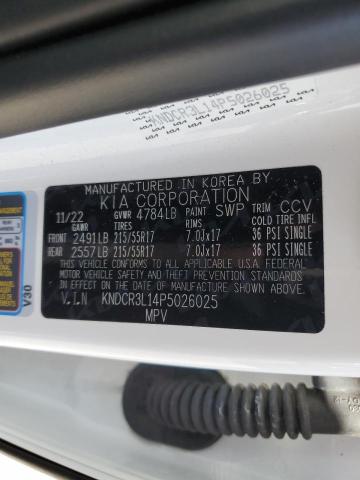 KNDCR3L14P5026025
MANUFACTURED IN KOREA BY
KIA CORPORATION
11/22 GVWR 4784LB PAINT SWP TRIM CCV
TIRES RIMS COLD TIRE INFL
FRONT 2491LB 215/55R17 7.0Jx17 36 PSI SINGLE
REAR 2557LB 215/55R17 7.0Jx17 36 PSI SINGLE
THIS VEHICLE CONFORMS TO ALL APPLICABLE U.S.A FEDERAL MOTOR
VEHICLE SAFETY AND THEFT PREVENTION STANDARDS
IN EFFECT ON THE DATE OF MANUFACTURE SHOWN ABOVE.
V.I.N KNDCR3L14P5026025
MPV
V30